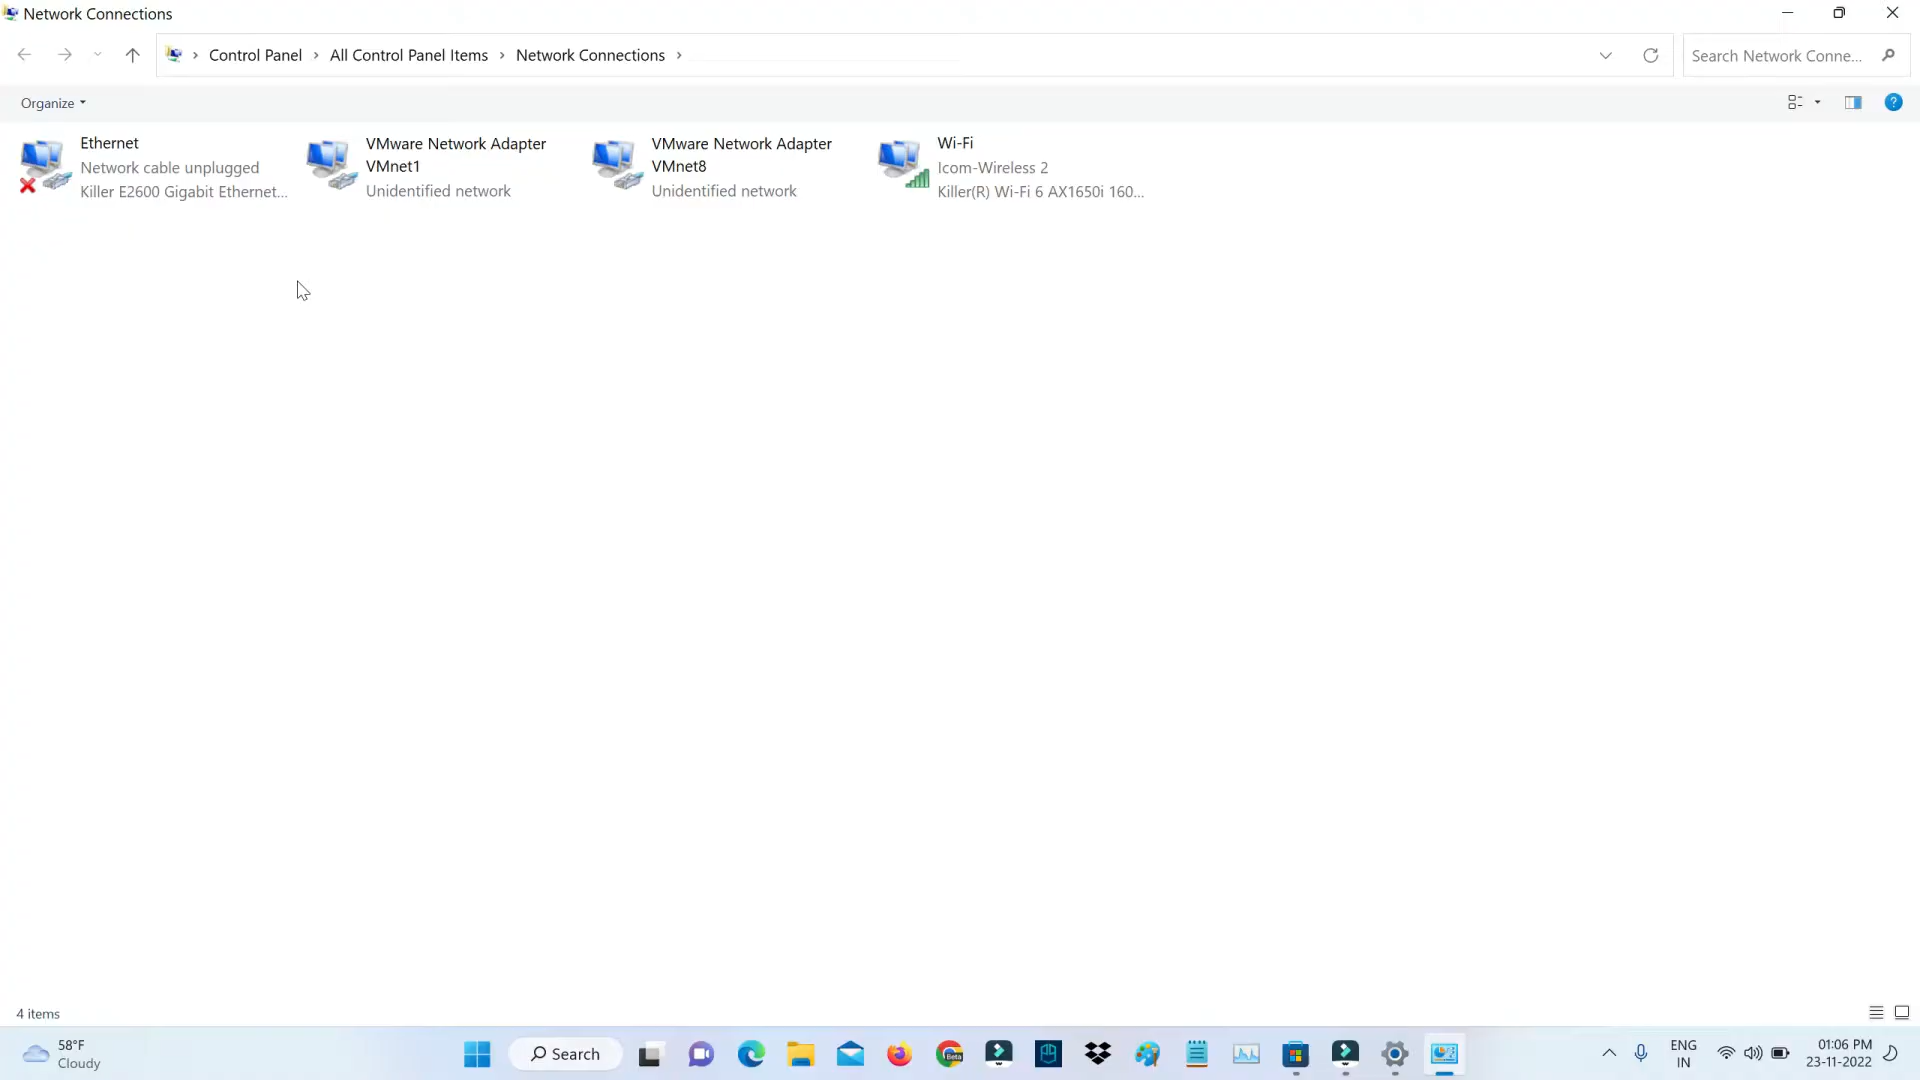 Network Connections
Control Panel > All Control Panel Items > Network Connections >
Search Network Conne...
Organize
Ethernet
Network cable unplugged
Killer E2600 Gigabit Ethernet...
VMware Network Adapter
VMnet1
Unidentified network
VMware Network Adapter
VMnet8
Unidentified network
Wi-Fi
Icom-Wireless 2
Killer(R) Wi-Fi 6 AX1650i 160...
4 items
58°F
Cloudy
Search
Beta
ENG
IN
01:06 PM
23-11-2022